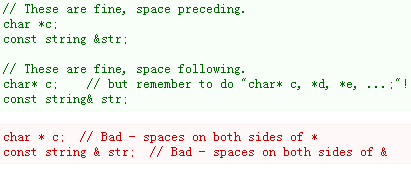 // These are fine, space preceding.
char *c;
const string &str;
// These are fine, space following.
char* c;    // but remember to do "char* c, *d, *e, ...;"!
const string& str;
char * c;  // Bad - spaces on both sides of *
const string & str;  // Bad - spaces on both sides of &